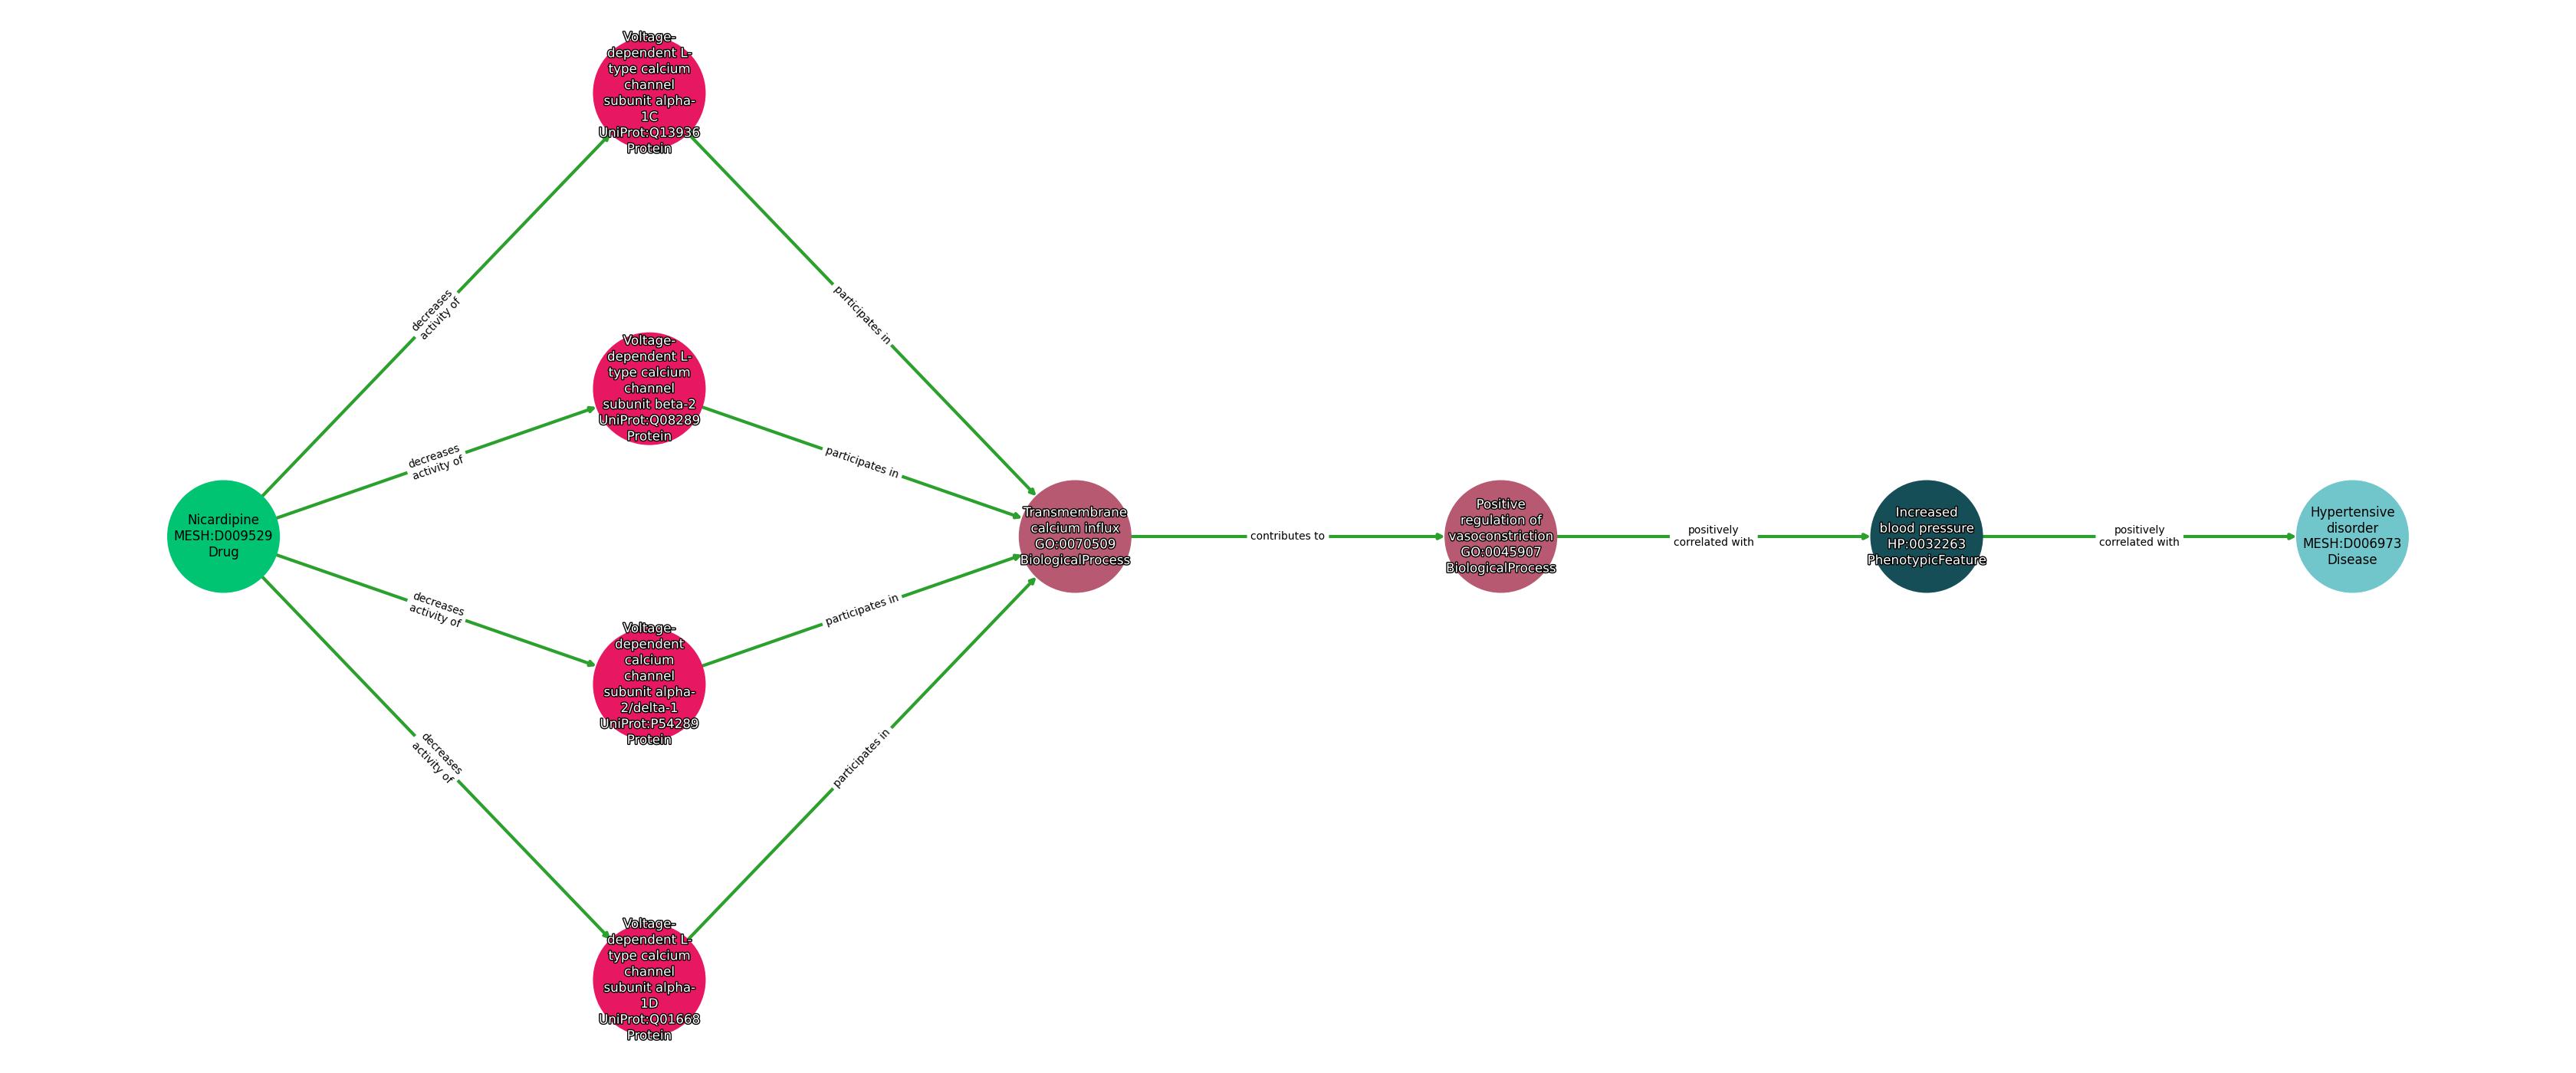 Voltage-
dependent L-
type calcium
channel
subunit alpha-
1C
UniProt:Q13936
Protein
decreases
activity of
participates in
Voltage-
dependent L-
type calcium
channel
subunit beta-2
UniProt:Q08289
Protein
decreases
activity of
participates in
Nicardipine
MESH:D009529
Drug
Transmembrane
calcium influx
GO:0070509
BiologicalProcess
contributes to
Positive
regulation of
vasoconstriction
GO:0045907
BiologicalProcess
positively
correlated with
Increased
blood pressure
HP:0032263
PhenotypicFeature
positively
correlated with
Hypertensive
disorder
MESH:D006973
Disease
decreases
activity of
participates in
Voltage-
dependent
calcium
channel
subunit alpha-
2/delta-1
UniProt:P54289
Protein
decreases
activity of
participates in
Voltage-
dependent L-
type calcium
channel
subunit alpha-
1D
UniProt:Q01668
Protein